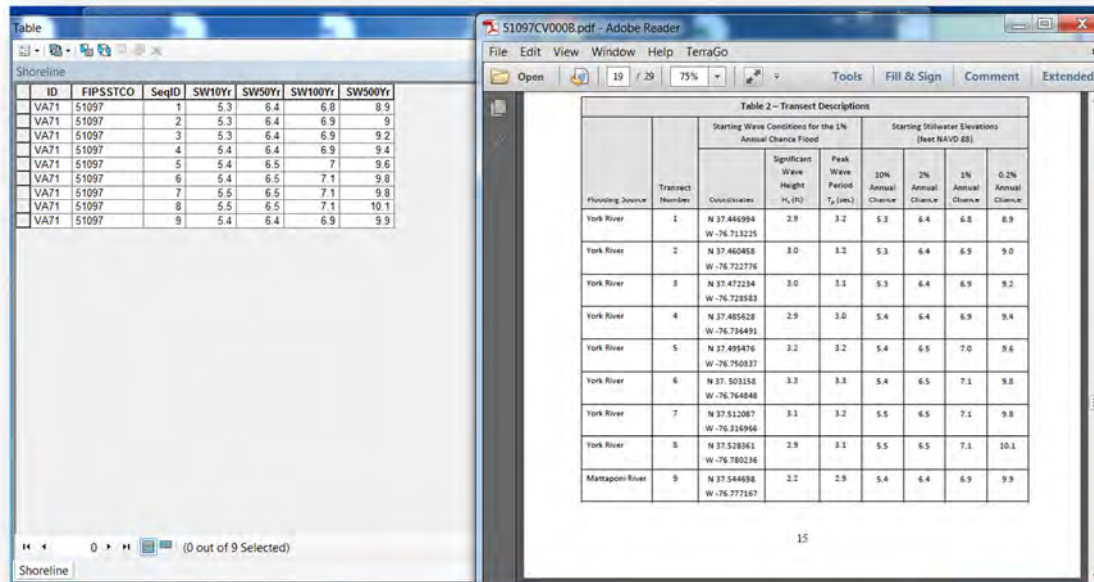 Table
Shoreline
ID FIPSSTCO SeqID SW10Yr SW50Yr SW100Yr SW500Yr
VA71 51097 1 5.3 6.4 6.8 8.9
VA71 51097 2 5.3 6.4 6.9 9
VA71 51097 3 5.3 6.4 6.9 9.2
VA71 51097 4 5.4 6.4 6.9 9.4
VA71 51097 5 5.4 6.5 7 9.6
VA71 51097 6 5.4 6.5 7.1 9.8
VA71 51097 7 5.5 6.5 7.1 9.8
VA71 51097 8 5.5 6.5 7.1 10.1
VA71 51097 9 5.4 6.4 6.9 9.9
0 (0 out of 9 Selected)
Shoreline
51097CV000B.pdf - Adobe Reader
File Edit View Window Help TerraGo
Open 19 / 29 75% Tools Fill & Sign Comment Extended
Table 2 – Transect Descriptions
Starting Wave Conditions for the 1% Starting Stillwater Elevations
Annual Chance Flood (feet NAVD 88)
Significant Peak
Wave Wave 10% 2% 1% 0.2%
Transect Height Period Annual Annual Annual Annual
Flooding Source Number Coordinates Hs (ft) Tp (sec) Chance Chance Chance Chance
York River 1 N 37.446994 2.9 3.2 5.3 6.4 6.8 8.9
W -76.713225
York River 2 N 37.460458 3.0 3.2 5.3 6.4 6.9 9.0
W -76.722776
York River 3 N 37.472234 3.0 3.1 5.3 6.4 6.9 9.2
W -76.728583
York River 4 N 37.485628 2.9 3.0 5.4 6.4 6.9 9.4
W -76.736491
York River 5 N 37.495476 3.2 3.2 5.4 6.5 7.0 9.6
W -76.750337
York River 6 N 37. 503158 3.3 3.3 5.4 6.5 7.1 9.8
W -76.764848
York River 7 N 37.512087 3.1 3.2 5.5 6.5 7.1 9.8
W -76.316966
York River 8 N 37.528361 2.9 3.1 5.5 6.5 7.1 10.1
W -76.780236
Mattaponi River 9 N 37.544698 2.2 2.9 5.4 6.4 6.9 9.9
W -76.777167
15